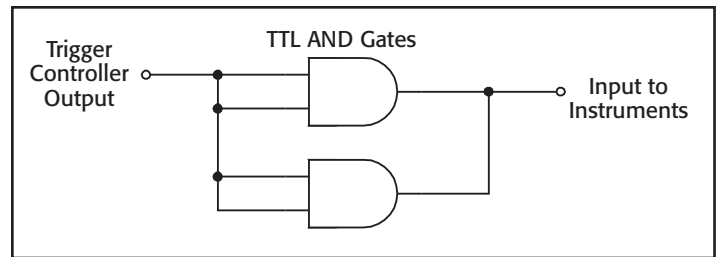 TTL AND Gates
Trigger
Controller
Output
Input to
Instruments